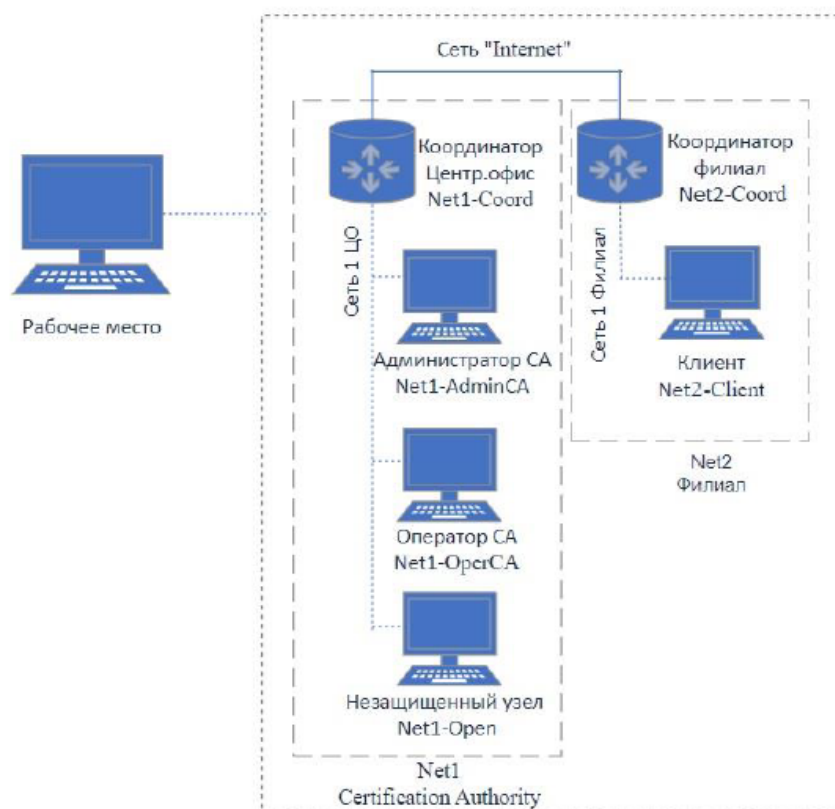 Сеть "Internet"
Координатор
Центр.офис
Net1-Coord
Координатор
филиал
Net2-Coord
Сеть 1 ЦО
Сеть 1 Филиал
Рабочее место
Администратор CA
Net1-AdminCA
Клиент
Net2-Client
Net2
Филиал
Оператор CA
Net1-OperCA
Незащищенный узел
Net1-Open
Net1
Certification Authority